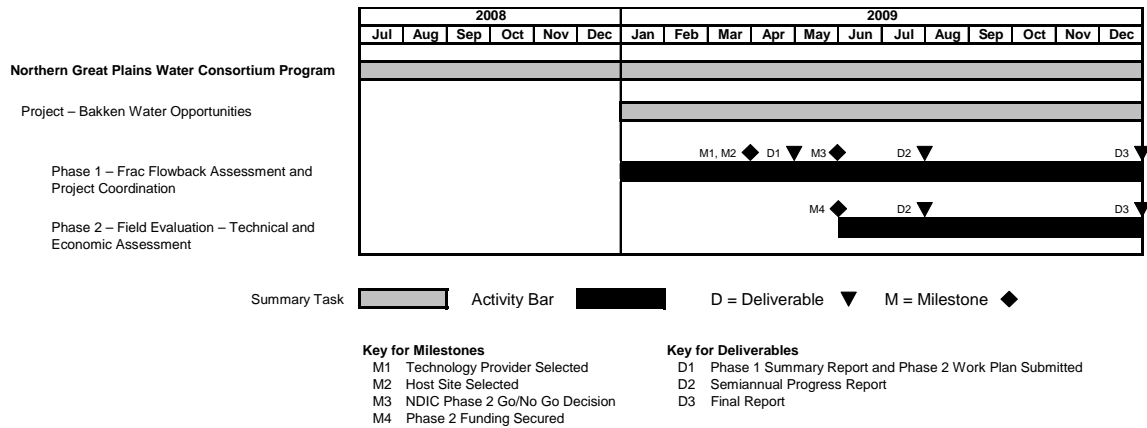 2008 2009
Jul Aug Sep Oct Nov Dec Jan Feb Mar Apr May Jun Jul Aug Sep Oct Nov Dec
Northern Great Plains Water Consortium Program
Project – Bakken Water Opportunities
M1, M2 D1 M3 D2 D3
Phase 1 – Frac Flowback Assessment and
Project Coordination
M4 D2 D3
Phase 2 – Field Evaluation – Technical and
Economic Assessment
Summary Task Activity Bar D = Deliverable M = Milestone
Key for Milestones
M1 Technology Provider Selected
M2 Host Site Selected
M3 NDIC Phase 2 Go/No Go Decision
M4 Phase 2 Funding Secured
Key for Deliverables
D1 Phase 1 Summary Report and Phase 2 Work Plan Submitted
D2 Semiannual Progress Report
D3 Final Report